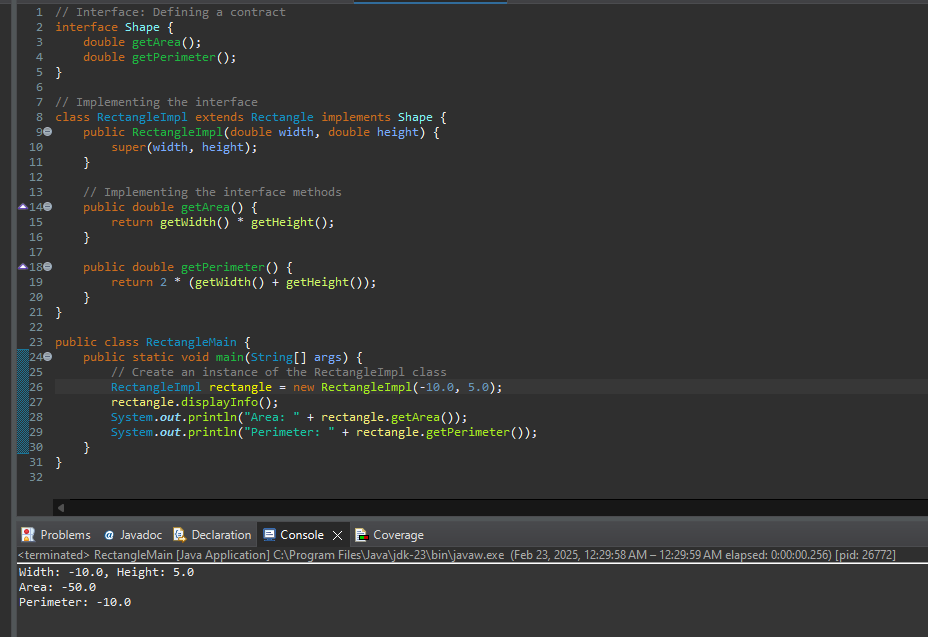 1 // Interface: Defining a contract
2 interface Shape {
3     double getArea();
4     double getPerimeter();
5 }
6
7 // Implementing the interface
8 class RectangleImpl extends Rectangle implements Shape {
9     public RectangleImpl(double width, double height) {
10         super(width, height);
11     }
12
13     // Implementing the interface methods
14     public double getArea() {
15         return getWidth() * getHeight();
16     }
17
18     public double getPerimeter() {
19         return 2 * (getWidth() + getHeight());
20     }
21 }
22
23 public class RectangleMain {
24     public static void main(String[] args) {
25         // Create an instance of the RectangleImpl class
26         RectangleImpl rectangle = new RectangleImpl(-10.0, 5.0);
27         rectangle.displayInfo();
28         System.out.println("Area: " + rectangle.getArea());
29         System.out.println("Perimeter: " + rectangle.getPerimeter());
30     }
31 }
32
Problems @ Javadoc Declaration Console Coverage
<terminated> RectangleMain [Java Application] C:\Program Files\Java\jdk-23\bin\javaw.exe (Feb 23, 2025, 12:29:58 AM – 12:29:59 AM elapsed: 0:00:00.256) [pid: 26772]
Width: -10.0, Height: 5.0
Area: -50.0
Perimeter: -10.0